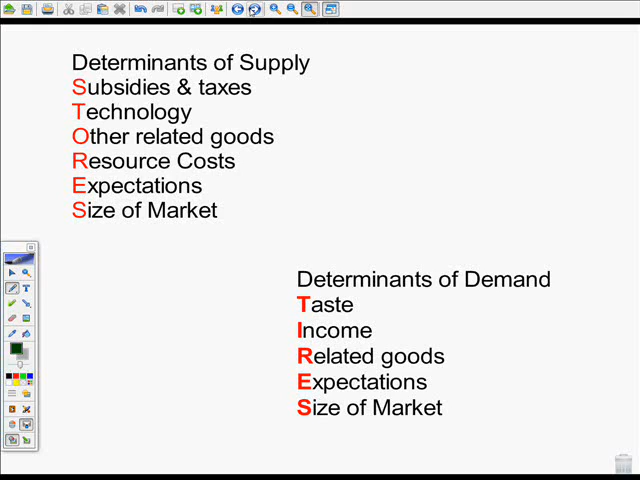 Determinants of Supply
Subsidies & taxes
Technology
Other related goods
Resource Costs
Expectations
Size of Market
Determinants of Demand
Taste
Income
Related goods
Expectations
Size of Market